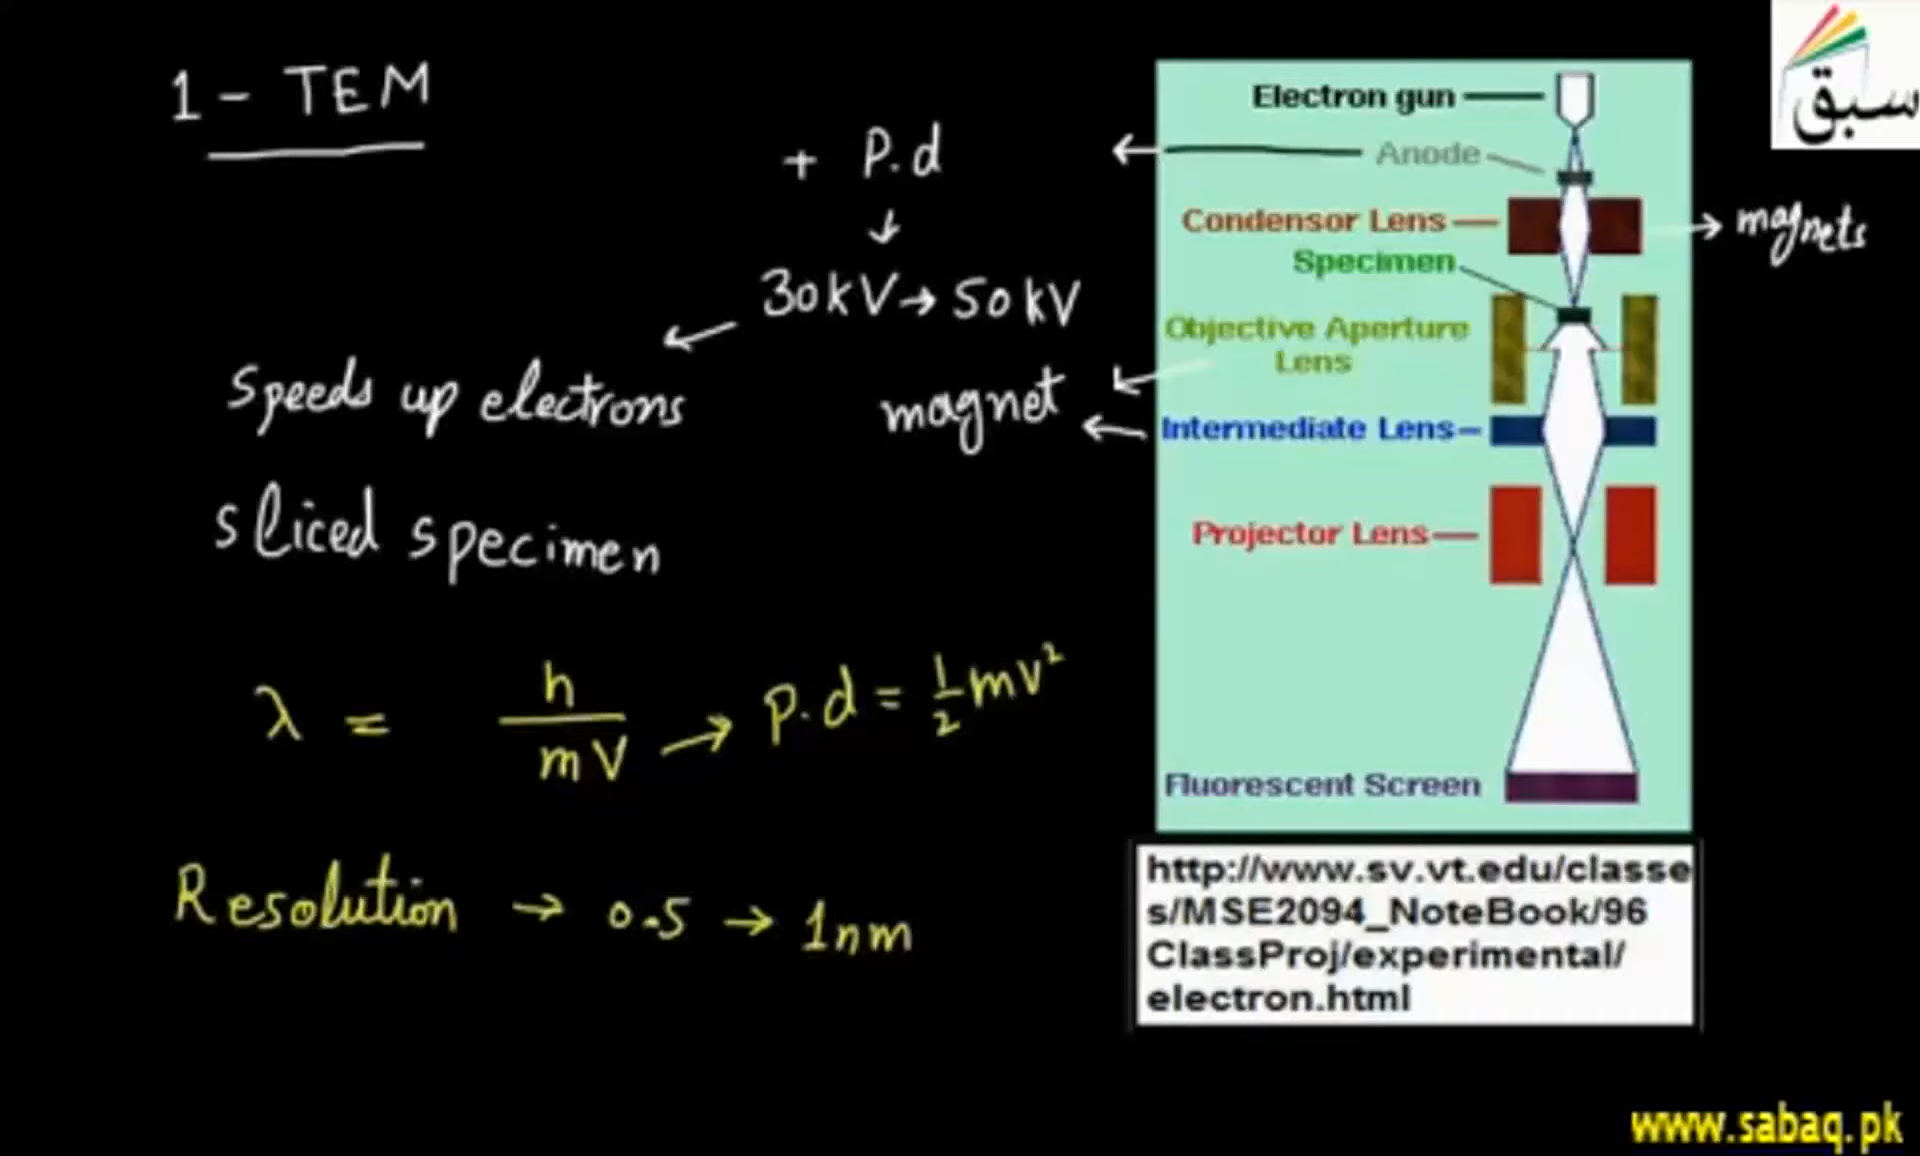 1 - TEM
+ P.d
↓
30kV → 50kV
speeds up electrons
magnet
sliced specimen
λ = h / mV → P.d = 1/2 mv²
Resolution → 0.5 → 1nm
Electron gun
Anode
Condensor Lens
magnets
Specimen
Objective Aperture
Lens
Intermediate Lens
Projector Lens
Fluorescent Screen
http://www.sv.vt.edu/classe
s/MSE2094_NoteBook/96
ClassProj/experimental/
electron.html
سبق
www.sabaq.pk